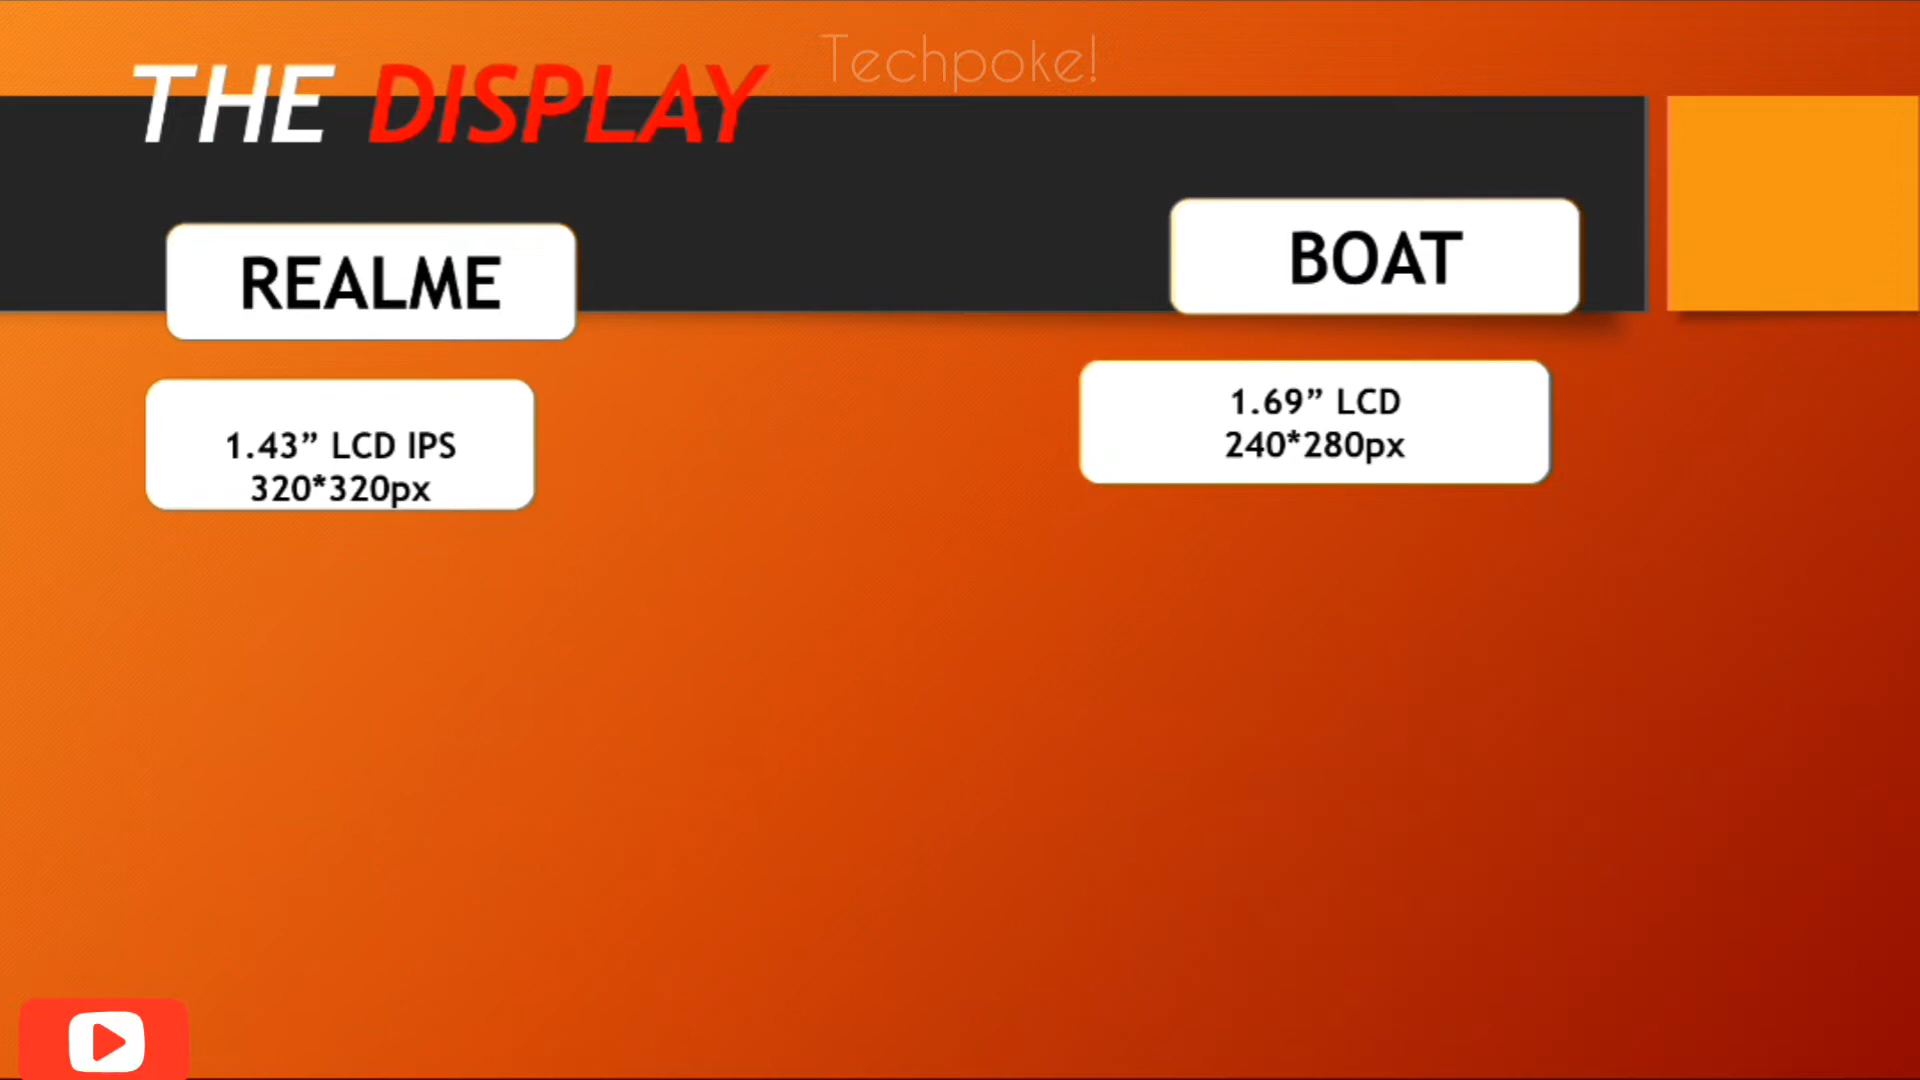 Techpoke!
THE DISPLAY
REALME
BOAT
1.43” LCD IPS
320*320px
1.69” LCD
240*280px